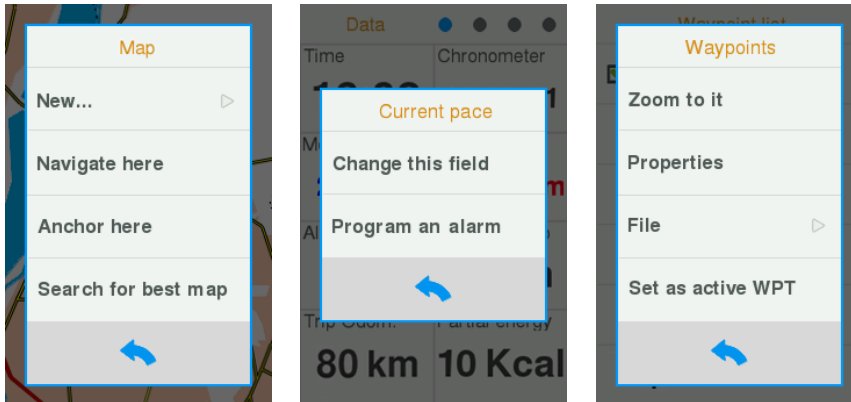 Map
New...
Navigate here
Anchor here
Search for best map
Data
Time
Chronometer
Current pace
Change this field
Program an alarm
Trip Odom.
Partial energy
80 km
10 Kcal
Waypoint list
Waypoints
Zoom to it
Properties
File
Set as active WPT